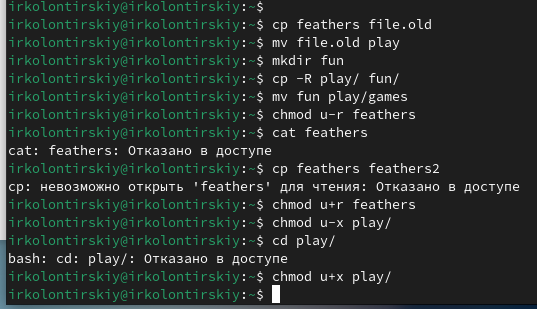 irkolontirskiy@irkolontirskiy:~$
irkolontirskiy@irkolontirskiy:~$ cp feathers file.old
irkolontirskiy@irkolontirskiy:~$ mv file.old play
irkolontirskiy@irkolontirskiy:~$ mkdir fun
irkolontirskiy@irkolontirskiy:~$ cp -R play/ fun/
irkolontirskiy@irkolontirskiy:~$ mv fun play/games
irkolontirskiy@irkolontirskiy:~$ chmod u-r feathers
irkolontirskiy@irkolontirskiy:~$ cat feathers
cat: feathers: Отказано в доступе
irkolontirskiy@irkolontirskiy:~$ cp feathers feathers2
cp: невозможно открыть 'feathers' для чтения: Отказано в доступе
irkolontirskiy@irkolontirskiy:~$ chmod u+r feathers
irkolontirskiy@irkolontirskiy:~$ chmod u-x play/
irkolontirskiy@irkolontirskiy:~$ cd play/
bash: cd: play/: Отказано в доступе
irkolontirskiy@irkolontirskiy:~$ chmod u+x play/
irkolontirskiy@irkolontirskiy:~$